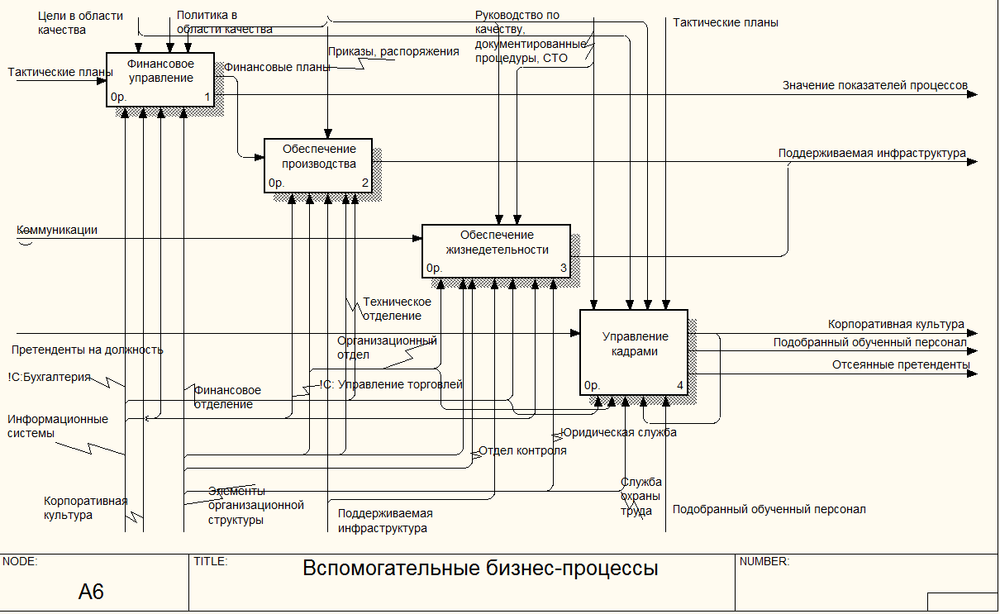 Цели в области
качества
Политика в
области качества
Руководство по
качеству,
документированные
процедуры, СТО
Тактические планы
Приказы, распоряжения
Тактические планы
Финансовое
управление
0р.
1
Финансовые планы
Значение показателей процессов
Обеспечение
производства
0р.
2
Поддерживаемая инфраструктура
Коммуникации
Обеспечение
жизнедетельности
0р.
3
Техническое
отделение
Управление
кадрами
0р.
4
Корпоративная культура
Подобранный обученный персонал
Отсеянные претенденты
Организационный
отдел
Претенденты на должность
!С:Бухгалтерия
Финансовое
отделение
!С: Управление торговлей
Информационные
системы
Юридическая служба
Отдел контроля
Корпоративная
культура
Элементы
организационной
структуры
Поддерживаемая
инфраструктура
Служба
охраны
труда
Подобранный обученный персонал
NODE:
A6
TITLE:
Вспомогательные бизнес-процессы
NUMBER: